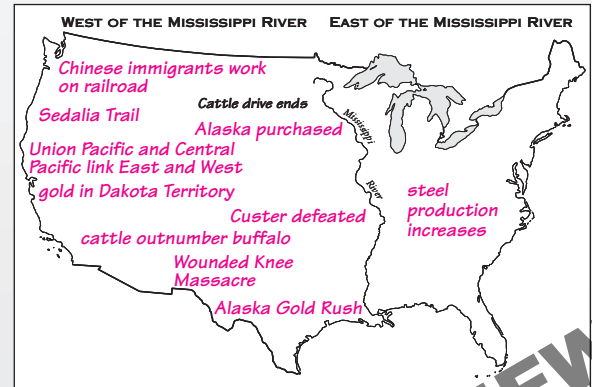 WEST OF THE MISSISSIPPI RIVER
EAST OF THE MISSISSIPPI RIVER
Chinese immigrants work
on railroad
Cattle drive ends
Sedalia Trail
Mississippi
Alaska purchased
Union Pacific and Central
Pacific link East and West
River
gold in Dakota Territory
steel
production
increases
Custer defeated
cattle outnumber buffalo
Wounded Knee
Massacre
Alaska Gold Rush